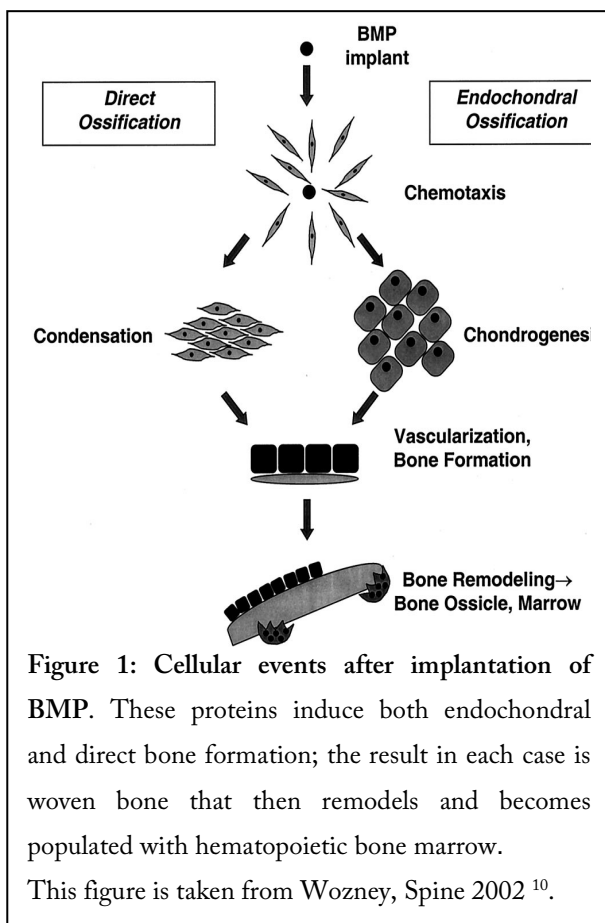 BMP
implant
Direct
Ossification
Endochondral
Ossification
Chemotaxis
Condensation
Chondrogenes
Vascularization,
Bone Formation
Bone Remodeling→
Bone Ossicle, Marrow
Figure 1: Cellular events after implantation of
BMP. These proteins induce both endochondral
and direct bone formation; the result in each case is
woven bone that then remodels and becomes
populated with hematopoietic bone marrow.
This figure is taken from Wozney, Spine 2002 10.